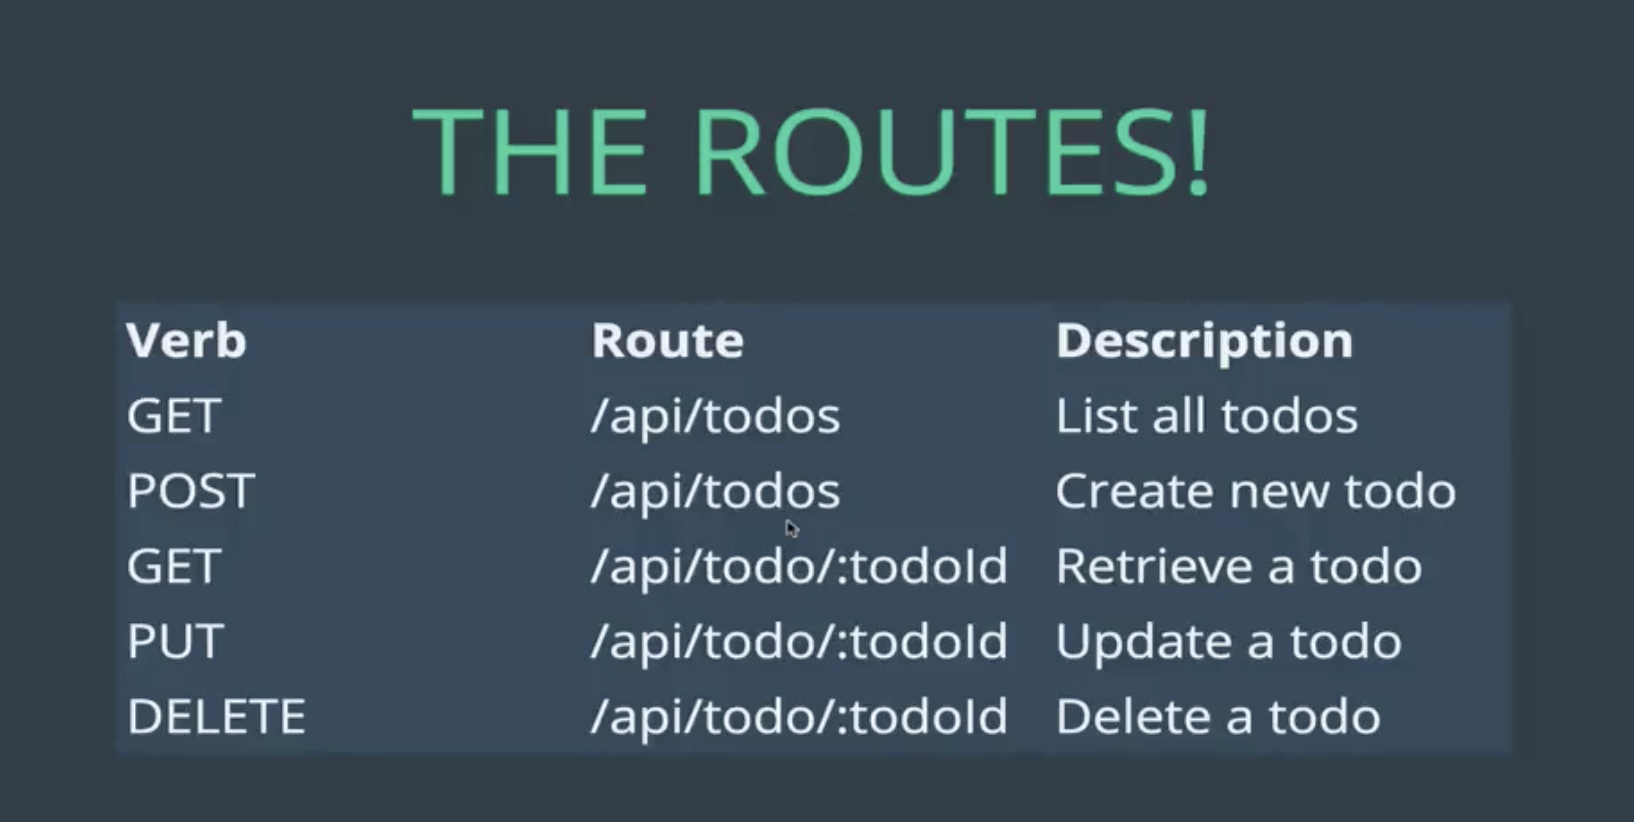 THE ROUTES!
Verb Route Description
GET /api/todos List all todos
POST /api/todos Create new todo
GET /api/todo/:todoId Retrieve a todo
PUT /api/todo/:todoId Update a todo
DELETE /api/todo/:todoId Delete a todo